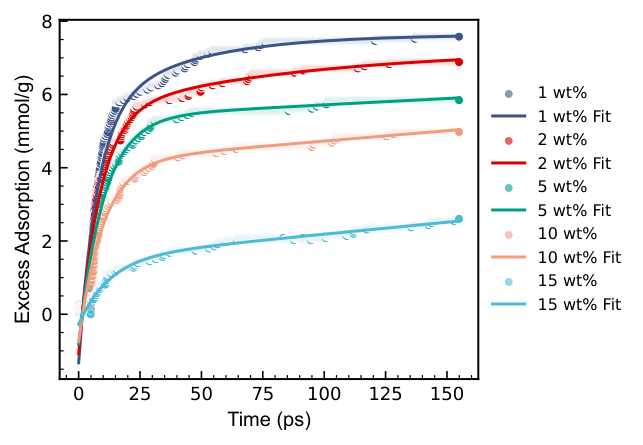 8
6
4
2
0
Excess Adsorption (mmol/g)
0 25 50 75 100 125 150
Time (ps)
1 wt%
1 wt% Fit
2 wt%
2 wt% Fit
5 wt%
5 wt% Fit
10 wt%
10 wt% Fit
15 wt%
15 wt% Fit